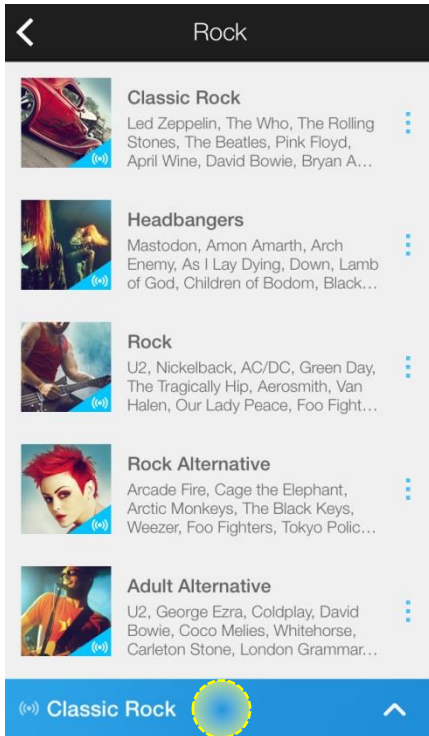 Rock
Classic Rock
Led Zeppelin, The Who, The Rolling
Stones, The Beatles, Pink Floyd,
April Wine, David Bowie, Bryan A...
Headbangers
Mastodon, Amon Amarth, Arch
Enemy, As I Lay Dying, Down, Lamb
of God, Children of Bodom, Black...
Rock
U2, Nickelback, AC/DC, Green Day,
The Tragically Hip, Aerosmith, Van
Halen, Our Lady Peace, Foo Fight...
Rock Alternative
Arcade Fire, Cage the Elephant,
Arctic Monkeys, The Black Keys,
Weezer, Foo Fighters, Tokyo Polic...
Adult Alternative
U2, George Ezra, Coldplay, David
Bowie, Coco Melies, Whitehorse,
Carleton Stone, London Grammar...
Classic Rock